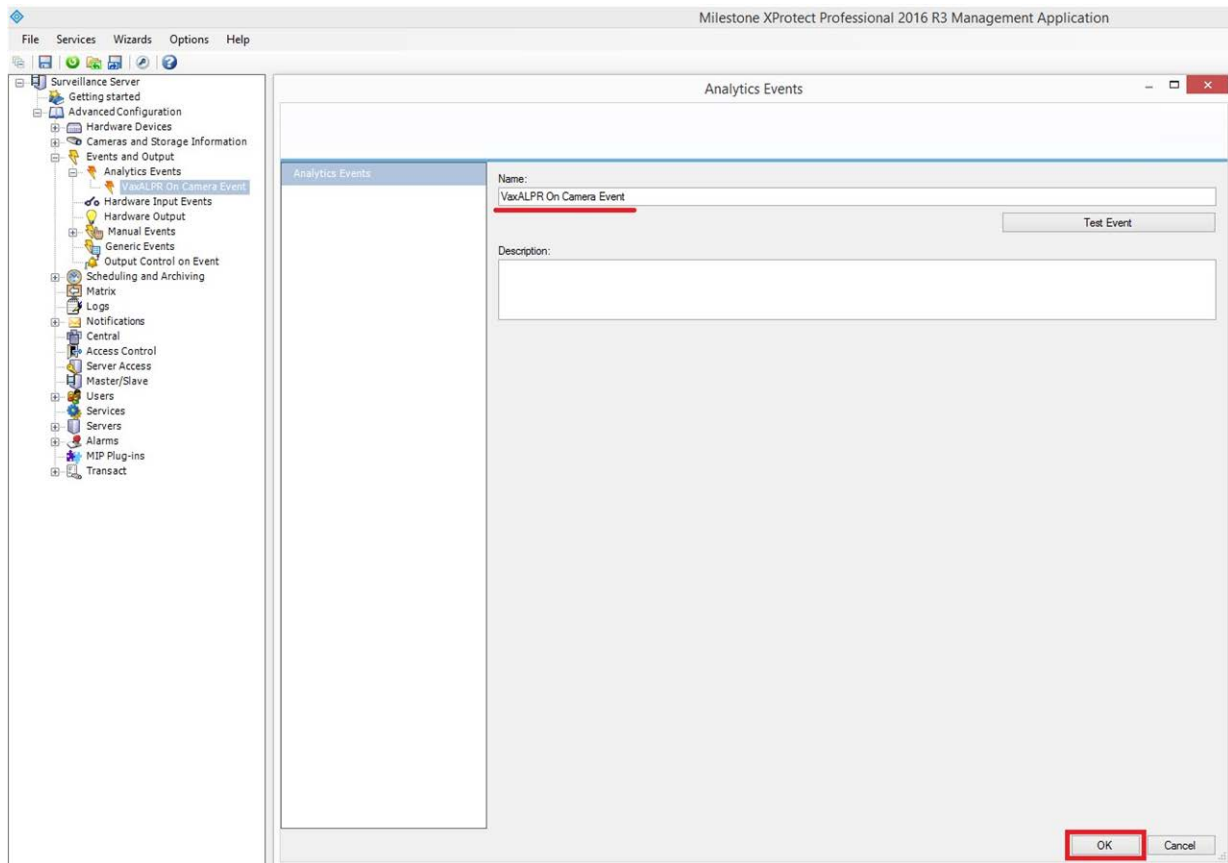 Milestone XProtect Professional 2016 R3 Management Application
File Services Wizards Options Help
Surveillance Server
Getting started
Advanced Configuration
Hardware Devices
Cameras and Storage Information
Events and Output
Analytics Events
VaxALPR On Camera Event
Hardware Input Events
Hardware Output
Manual Events
Generic Events
Output Control on Event
Scheduling and Archiving
Matrix
Logs
Notifications
Central
Access Control
Server Access
Master/Slave
Users
Services
Servers
Alarms
MIP Plug-ins
Transact
Analytics Events
Analytics Events
Name:
VaxALPR On Camera Event
Test Event
Description:
OK Cancel